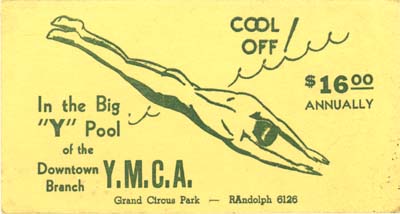 COOL
OFF!
$16.00
ANNUALLY
In the Big
"Y" Pool
of the
Downtown
Branch Y.M.C.A.
Grand Circus Park — RAndolph 6126